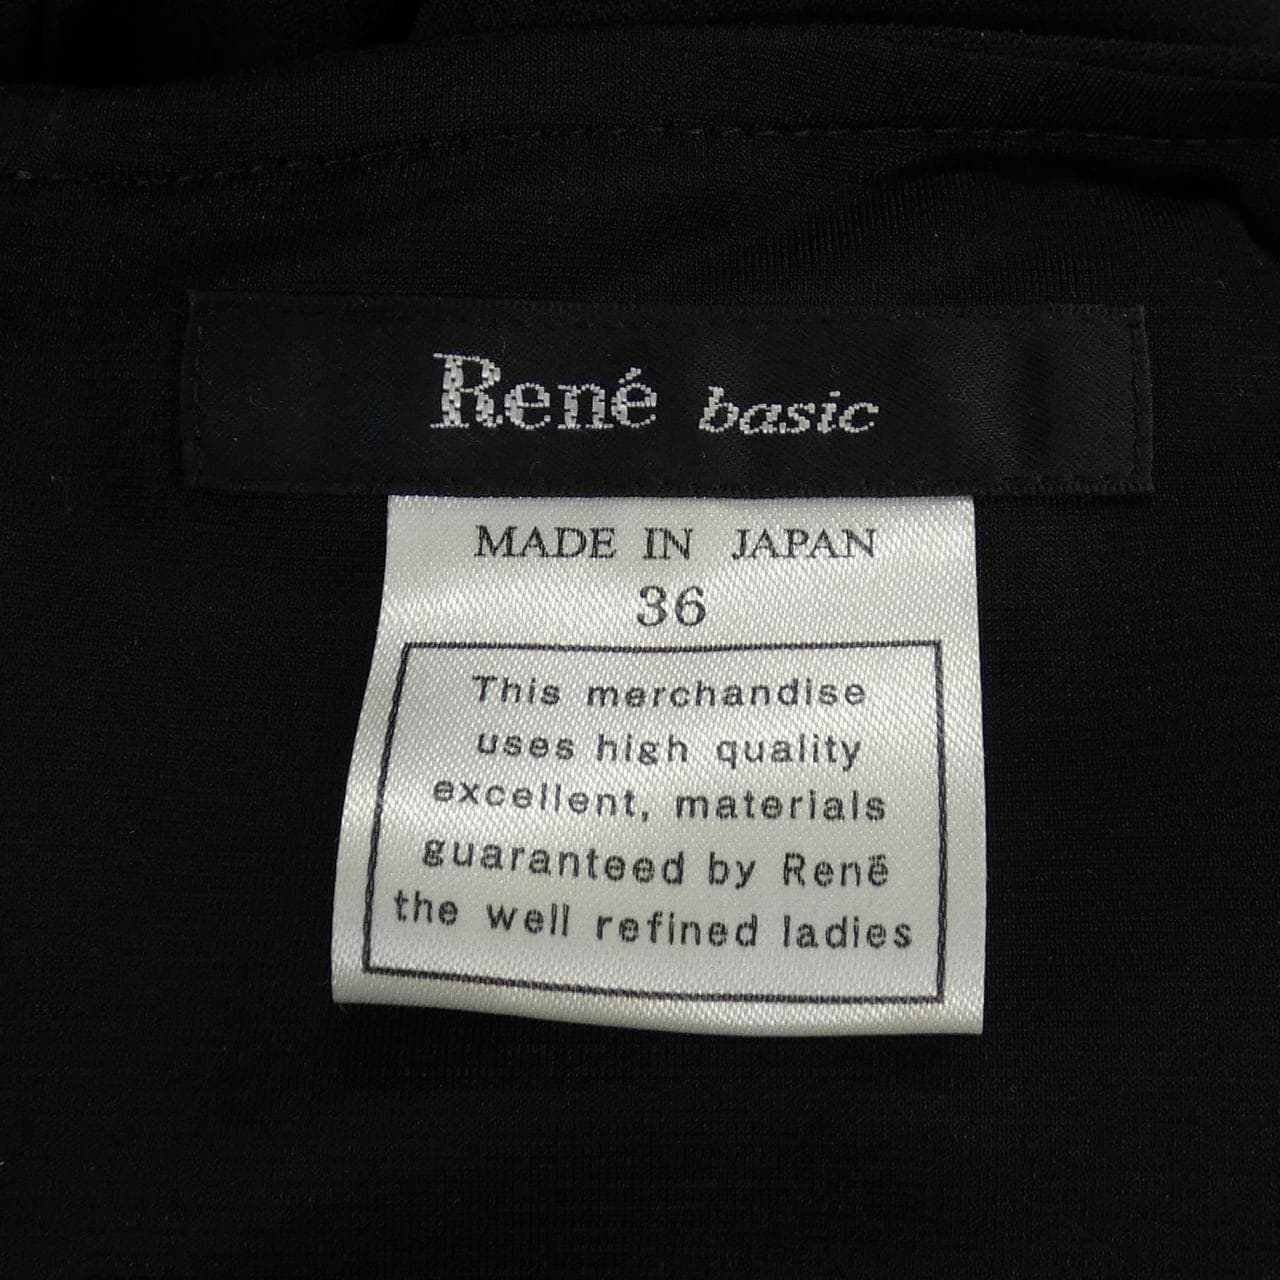 René basic
MADE IN JAPAN
36
This merchandise
uses high quality
excellent, materials
guaranteed by Renē
the well refined ladies